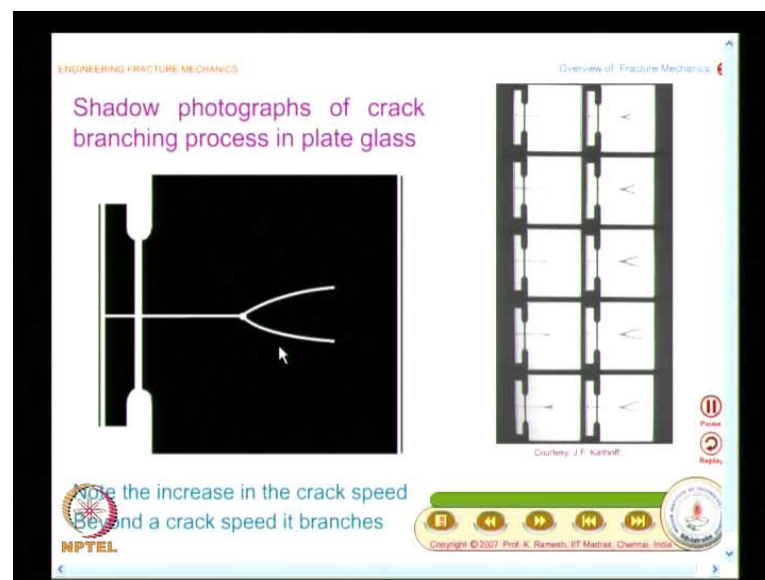 ENGINEERING FRACTURE MECHANICS
Overview of Fracture Mechanics
Shadow photographs of crack
branching process in plate glass
Courtesy: J.F. Kalthoff
Pause
Replay
Note the increase in the crack speed
Beyond a crack speed it branches
NPTEL
Copyright © 2007 Prof. K. Ramesh, IIT Madras, Chennai, India